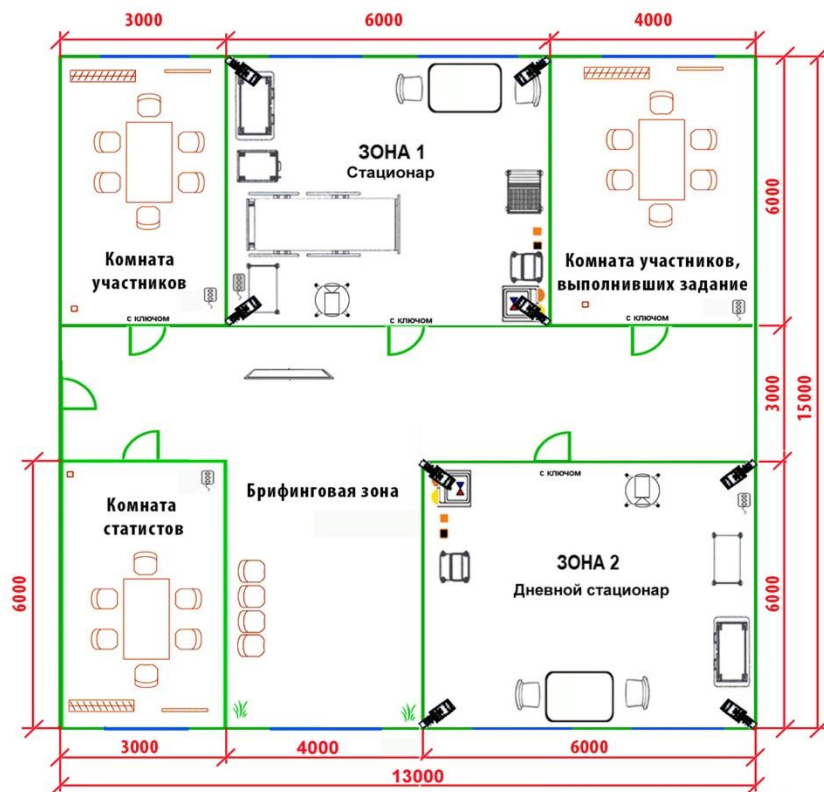 3000
6000
4000
ЗОНА 1
Стационар
Комната
участников
Комната участников,
выполнивших задание
6000
с ключом
с ключом
с ключом
3000
15000
с ключом
Комната
статистов
Брифинговая зона
ЗОНА 2
Дневной стационар
6000
6000
3000
4000
6000
13000